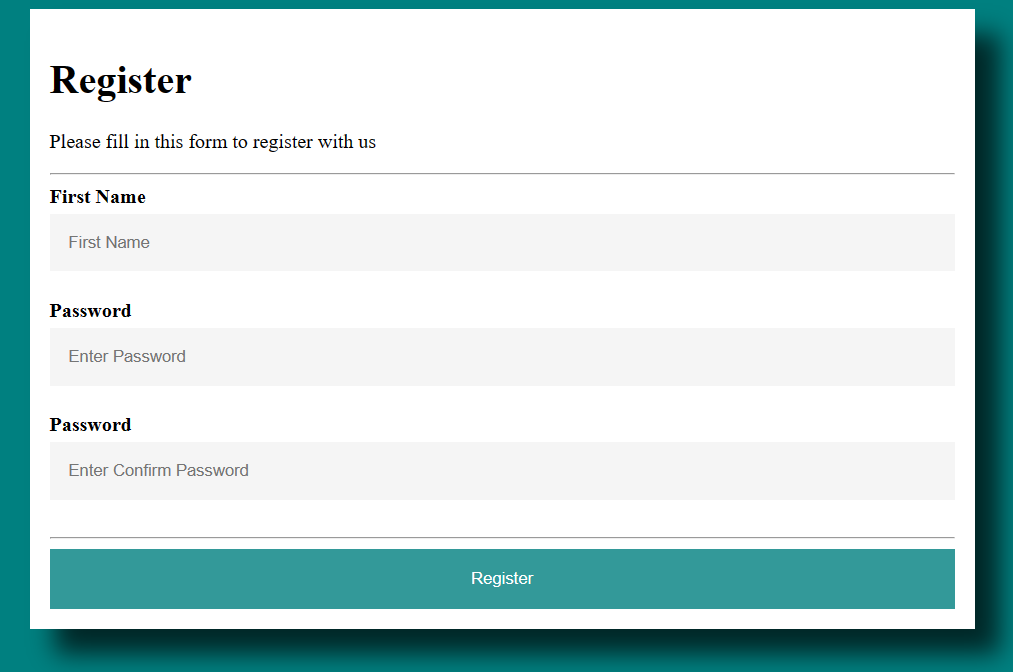 Register
Please fill in this form to register with us
First Name
First Name
Password
Enter Password
Password
Enter Confirm Password
Register